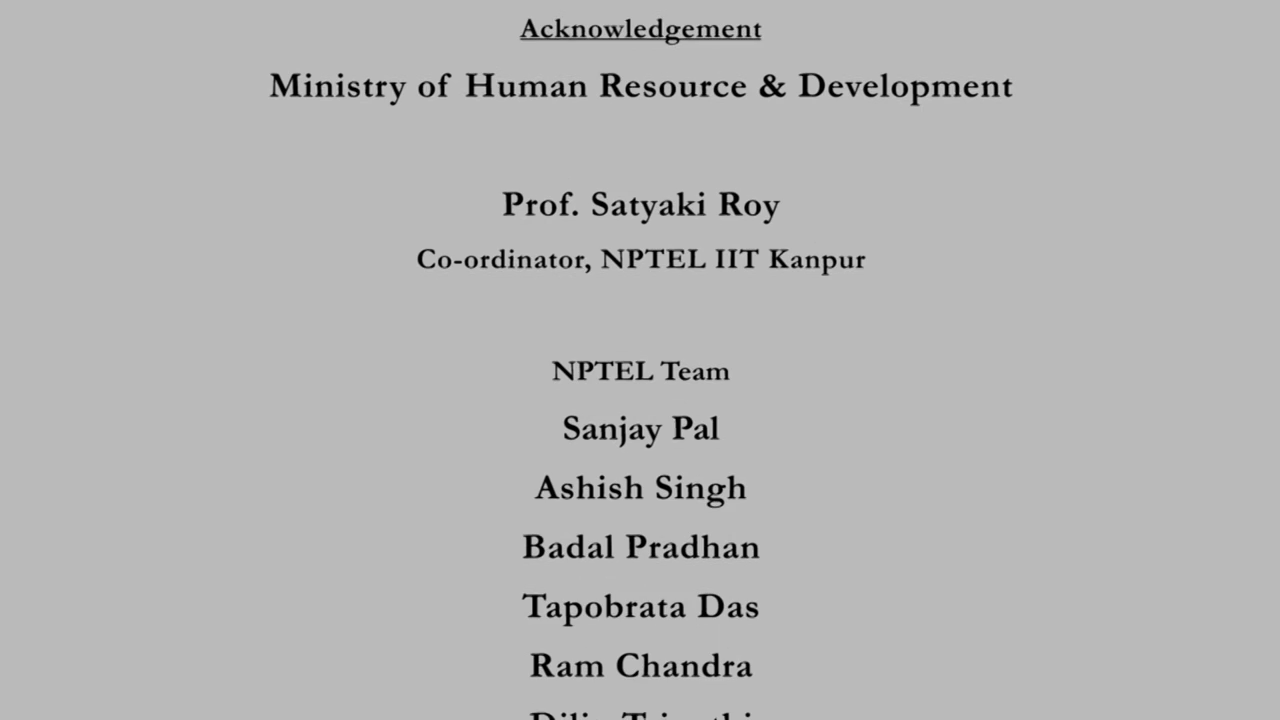 Acknowledgement
Ministry of Human Resource & Development
Prof. Satyaki Roy
Co-ordinator, NPTEL IIT Kanpur
NPTEL Team
Sanjay Pal
Ashish Singh
Badal Pradhan
Tapobrata Das
Ram Chandra